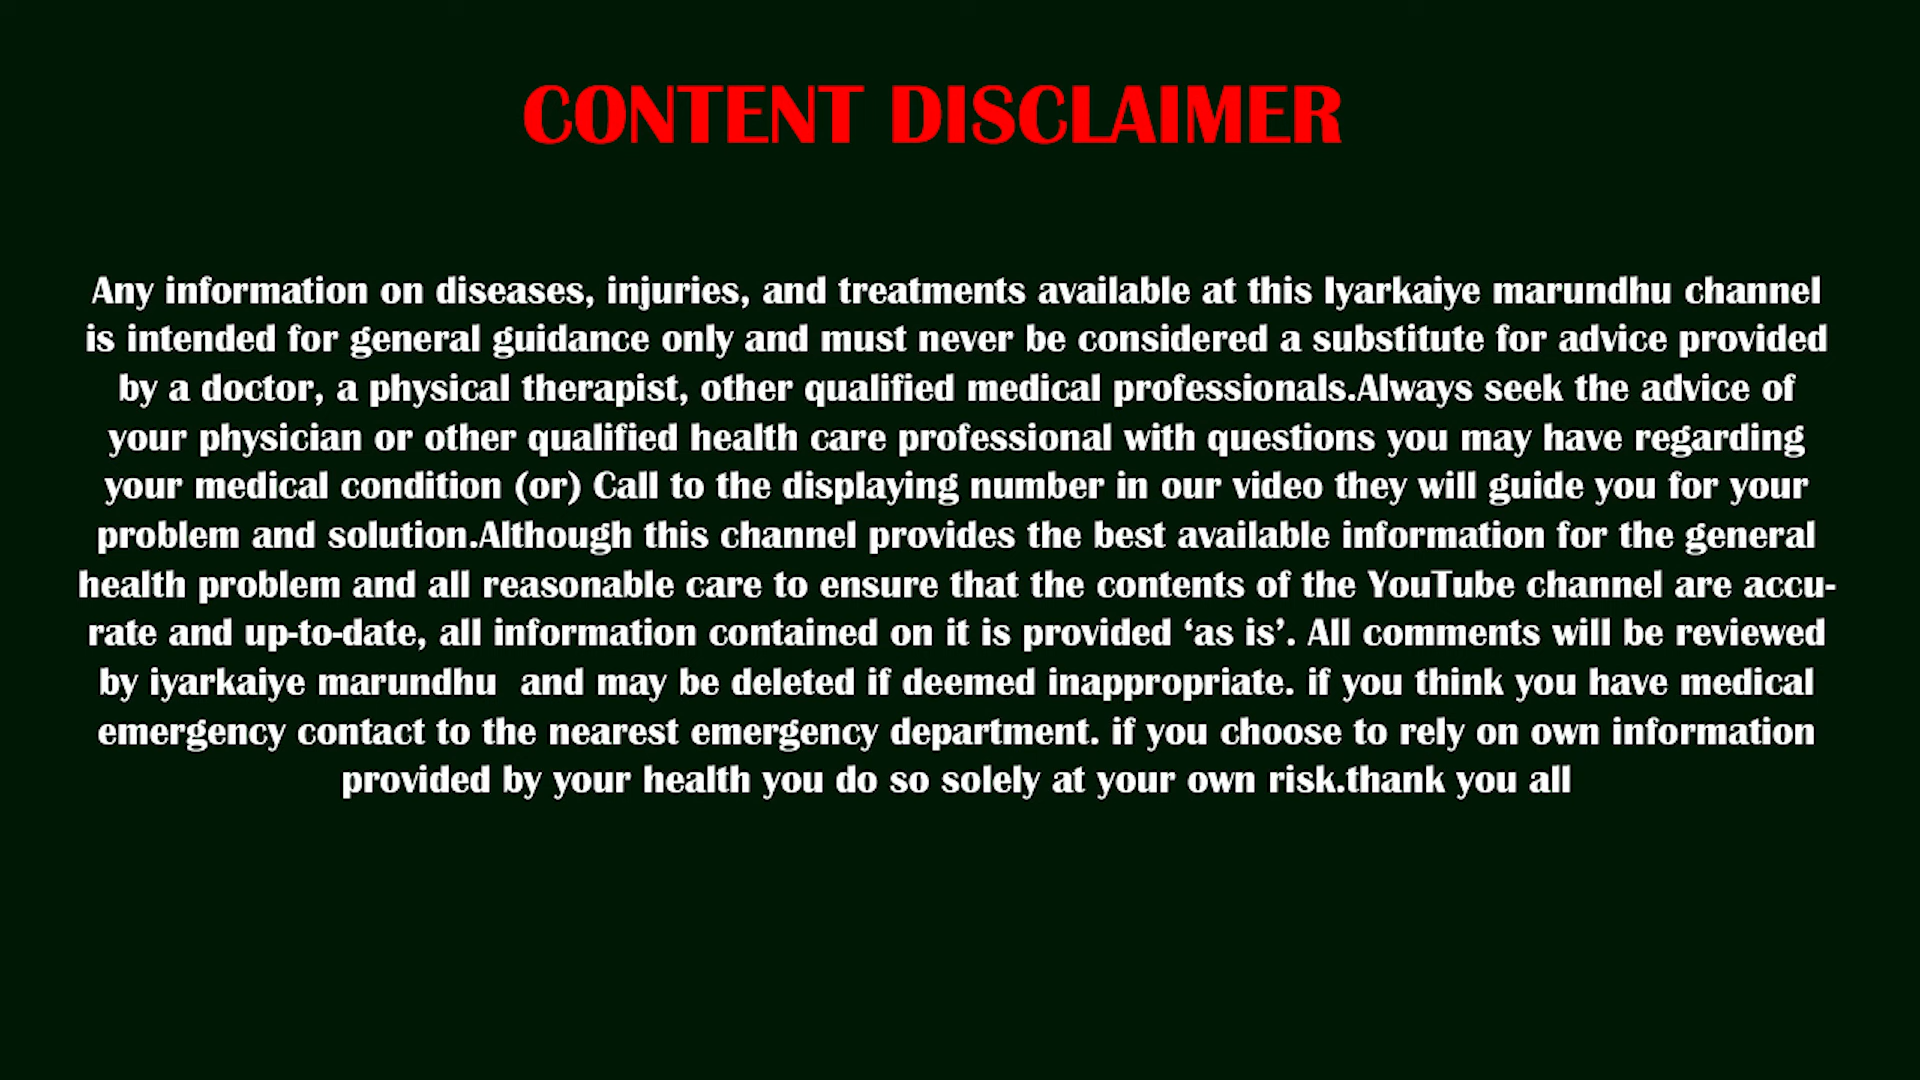 CONTENT DISCLAIMER
Any information on diseases, injuries, and treatments available at this Iyarkaiye marundhu channel
is intended for general guidance only and must never be considered a substitute for advice provided
by a doctor, a physical therapist, other qualified medical professionals.Always seek the advice of
your physician or other qualified health care professional with questions you may have regarding
your medical condition (or) Call to the displaying number in our video they will guide you for your
problem and solution.Although this channel provides the best available information for the general
health problem and all reasonable care to ensure that the contents of the YouTube channel are accu-
rate and up-to-date, all information contained on it is provided ‘as is’. All comments will be reviewed
by iyarkaiye marundhu  and may be deleted if deemed inappropriate. if you think you have medical
emergency contact to the nearest emergency department. if you choose to rely on own information
provided by your health you do so solely at your own risk.thank you all